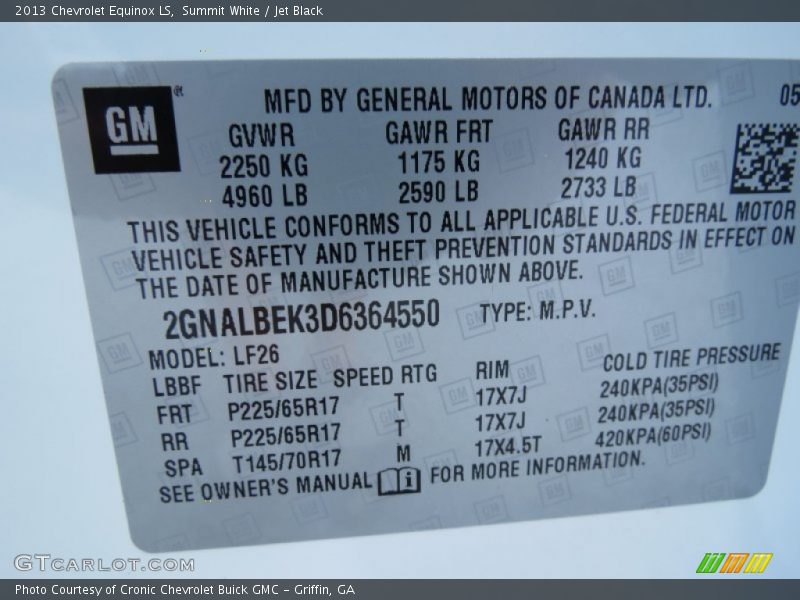 2013 Chevrolet Equinox LS, Summit White / Jet Black
GM ®
MFD BY GENERAL MOTORS OF CANADA LTD. 05
GVWR GAWR FRT GAWR RR
2250 KG 1175 KG 1240 KG
4960 LB 2590 LB 2733 LB
THIS VEHICLE CONFORMS TO ALL APPLICABLE U.S. FEDERAL MOTOR
VEHICLE SAFETY AND THEFT PREVENTION STANDARDS IN EFFECT ON
THE DATE OF MANUFACTURE SHOWN ABOVE.
2GNALBEK3D6364550 TYPE: M.P.V.
MODEL: LF26
LBBF TIRE SIZE SPEED RTG RIM COLD TIRE PRESSURE
FRT P225/65R17 T 17X7J 240KPA(35PSI)
RR P225/65R17 T 17X7J 240KPA(35PSI)
SPA T145/70R17 M 17X4.5T 420KPA(60PSI)
SEE OWNER'S MANUAL i FOR MORE INFORMATION.
GTCARLOT.COM
Photo Courtesy of Cronic Chevrolet Buick GMC – Griffin, GA